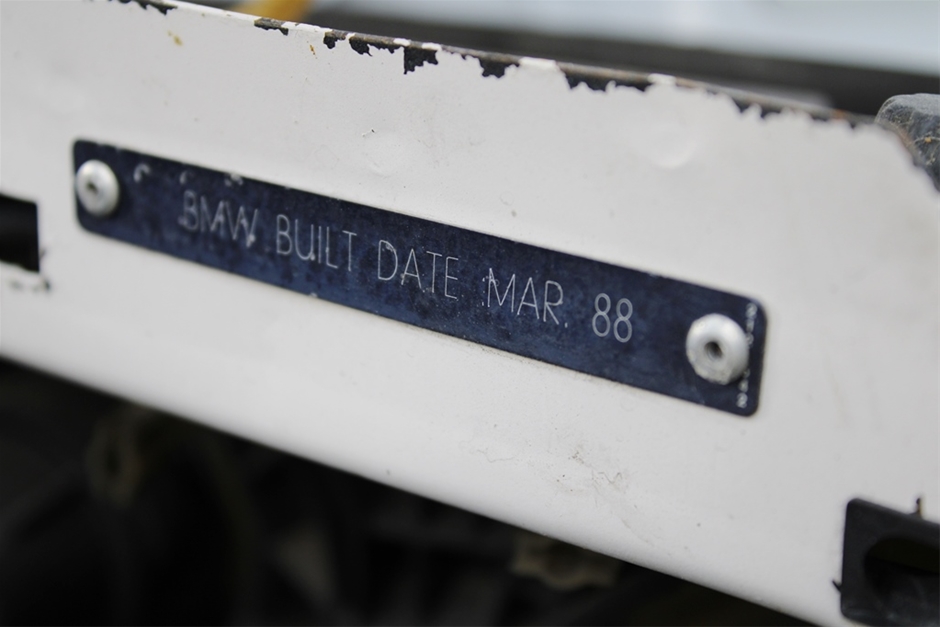 BMW BUILT DATE MAR. 88